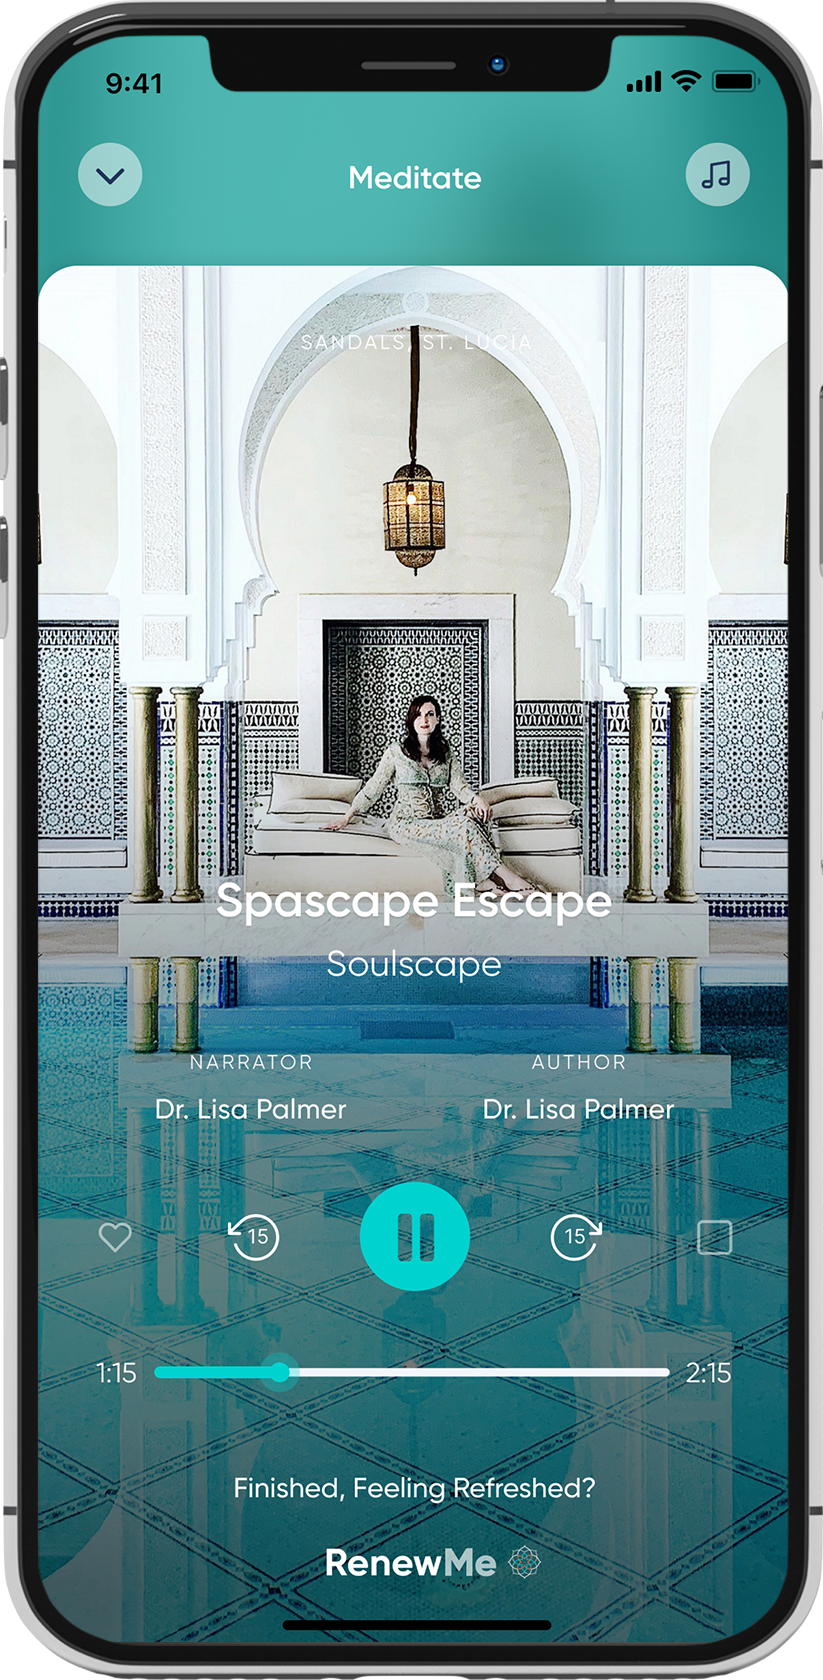 9:41
Meditate
SANDALS, ST. LUCIA
Spascape Escape
Soulscape
NARRATOR AUTHOR
Dr. Lisa Palmer Dr. Lisa Palmer
15 15
1:15 2:15
Finished, Feeling Refreshed?
RenewMe